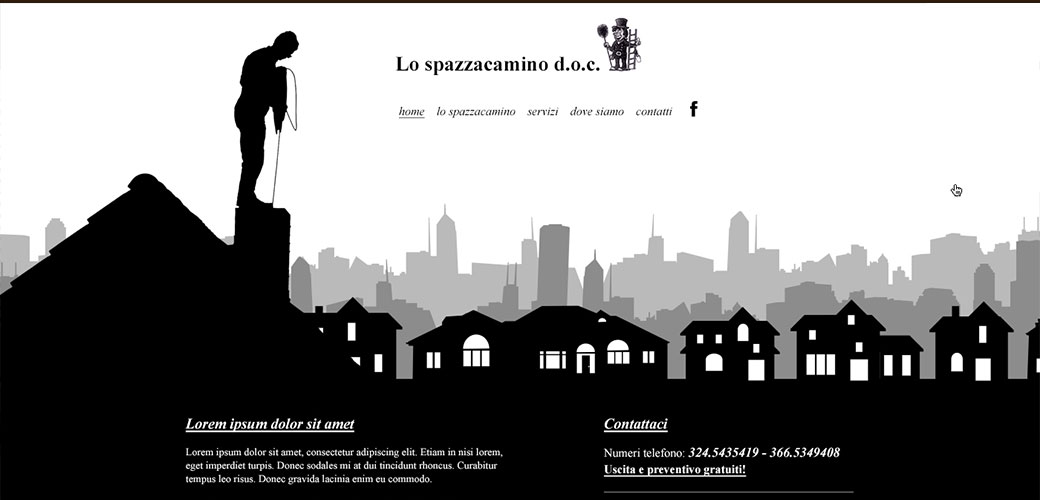 Lo spazzacamino d.o.c.
home lo spazzacamino servizi dove siamo contatti f
Lorem ipsum dolor sit amet
Lorem ipsum dolor sit amet, consectetur adipiscing elit. Etiam in nisi lorem,
eget imperdiet turpis. Donec sodales mi at dui tincidunt rhoncus. Curabitur
tempus leo risus. Donec gravida lacinia enim eu commodo.
Contattaci
Numeri telefono: 324.5435419 - 366.5349408
Uscita e preventivo gratuiti!